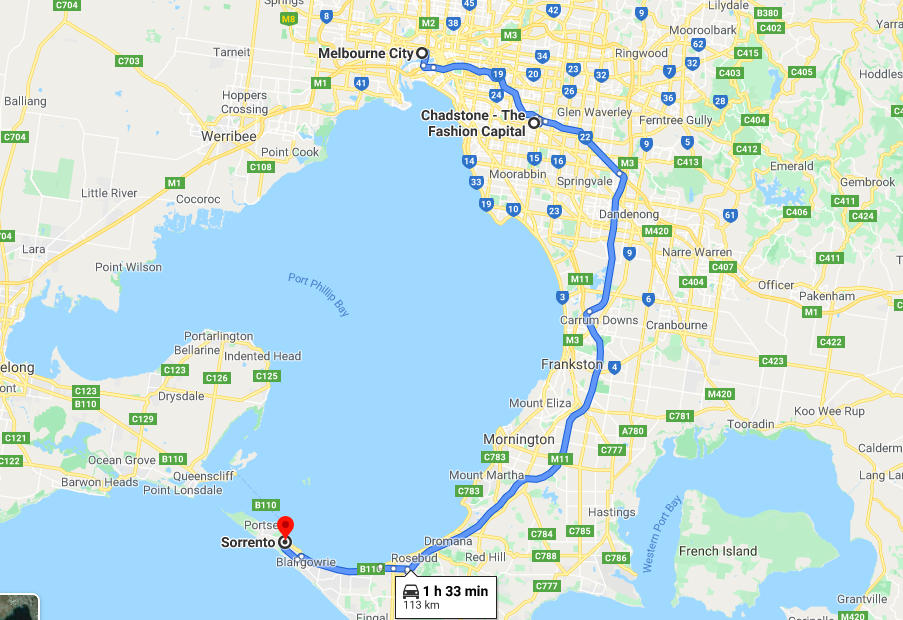 C704
Springs
M8
8
M2
38
45
42
9
Lilydale
B380
C402
Mooroolbark
Yarra
Tarneit
C703
Melbourne City
M3
34
Ringwood
62
C415
M1
41
19
20
23
32
7
32
C403
C405
Hoddles
Balliang
Hoppers
Crossing
24
26
36
28
Chadstone - The
Fashion Capital
Glen Waverley
Ferntree Gully
C404
C704
Werribee
22
9
5
C412
Point Cook
C108
14
15
16
M3
C413
Emerald
Moorabbin
Springvale
Gembrook
M1
33
Little River
Cocoroc
19
10
23
Dandenong
61
C406
C411
C424
M420
704
Lara
9
Narre Warren
C411
Point Wilson
Port Phillip Bay
M11
C407
C404
Officer
Pakenham
3
6
M1
Carrum Downs
Cranbourne
Portarlington
M3
C422
Bellarine
Indented Head
elong
C123
C126
C125
Frankston
4
C423
ont
C123
B110
Drysdale
M420
Mount Eliza
C781
Koo Wee Rup
C129
Tooradin
C121
A780
Mornington
C777
Calderm
C122
Ocean Grove
B110
C783
M11
Queenscliff
Mount Martha
Lang Lan
Barwon Heads
Point Lonsdale
C783
B110
Hastings
Western Port Bay
Portse
C784
C785
Sorrento
Dromana
French Island
Blairgowrie
Rosebud
Red Hill
C788
C786
B110
C777
1 h 33 min
113 km
Grantville
Fingal
M420